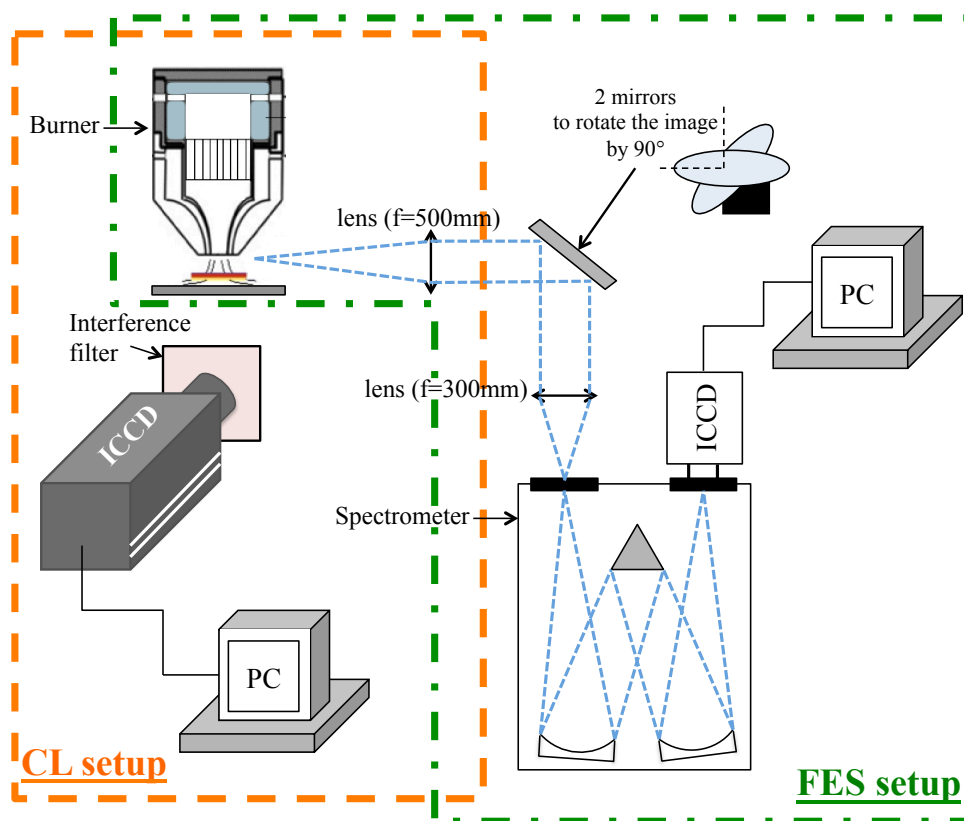 Burner
2 mirrors
to rotate the image
by 90°
lens (f=500mm)
PC
Interference
filter
lens (f=300mm)
ICCD
ICCD
Spectrometer
PC
CL setup
FES setup